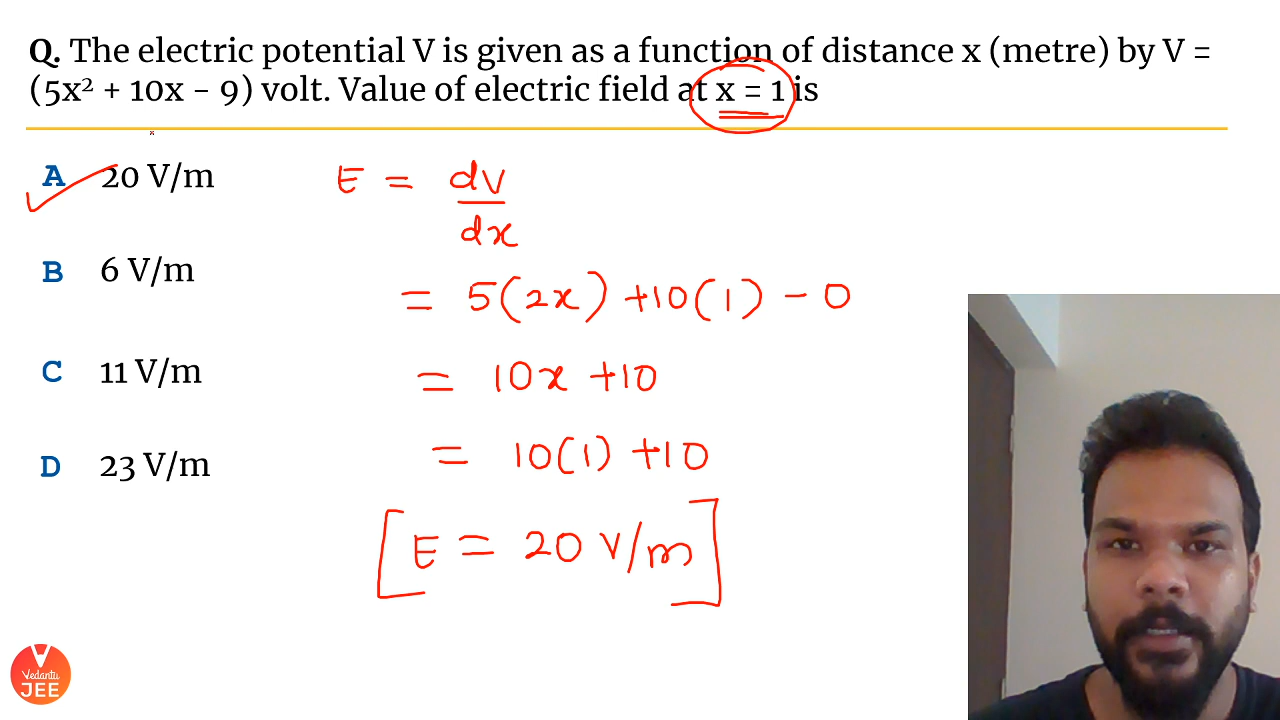 Q. The electric potential V is given as a function of distance x (metre) by V =
(5x² + 10x − 9) volt. Value of electric field at x = 1 is
A 20 V/m
B 6 V/m
C 11 V/m
D 23 V/m
E = dV
dx
= 5(2x) +10(1) − 0
= 10x +10
= 10(1) +10
[E = 20 V/m]
Vedantu
JEE